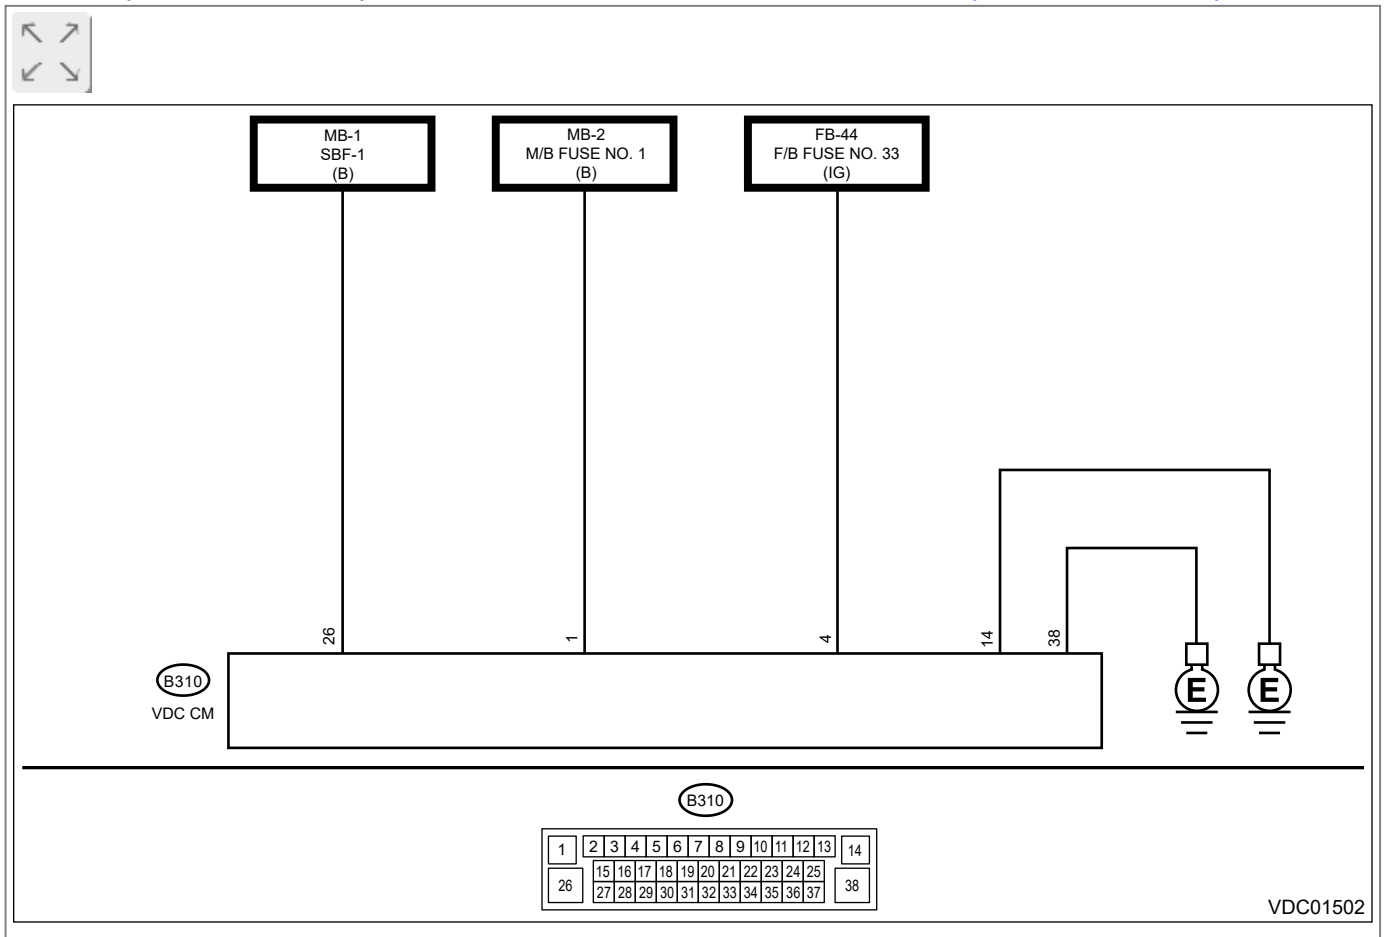 MB-1
SBF-1
(B)
MB-2
M/B FUSE NO. 1
(B)
FB-44
F/B FUSE NO. 33
(IG)
26
1
4
14
38
B310
VDC CM
E
E
B310
1 2 3 4 5 6 7 8 9 10 11 12 13 14
15 16 17 18 19 20 21 22 23 24 25
26 27 28 29 30 31 32 33 34 35 36 37 38
VDC01502